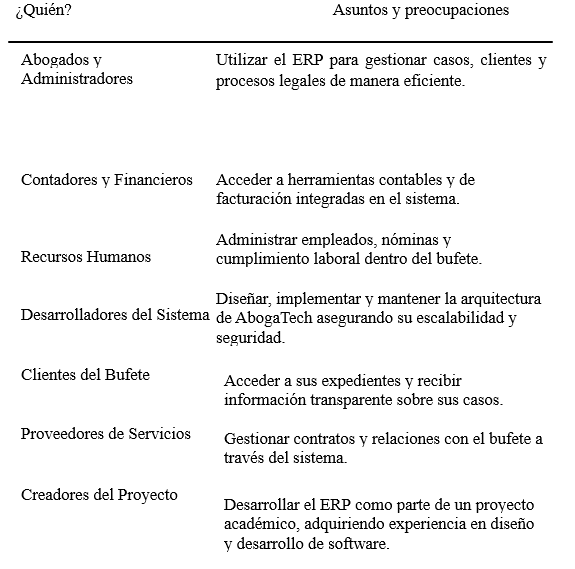 ¿Quién? Asuntos y preocupaciones
Abogados y Administradores
Utilizar el ERP para gestionar casos, clientes y
procesos legales de manera eficiente.
Contadores y Financieros
Acceder a herramientas contables y de
facturación integradas en el sistema.
Recursos Humanos
Administrar empleados, nóminas y
cumplimiento laboral dentro del bufete.
Desarrolladores del Sistema
Diseñar, implementar y mantener la arquitectura
de AbogaTech asegurando su escalabilidad y
seguridad.
Clientes del Bufete
Acceder a sus expedientes y recibir
información transparente sobre sus casos.
Proveedores de Servicios
Gestionar contratos y relaciones con el bufete a
través del sistema.
Creadores del Proyecto
Desarrollar el ERP como parte de un proyecto
académico, adquiriendo experiencia en diseño
y desarrollo de software.